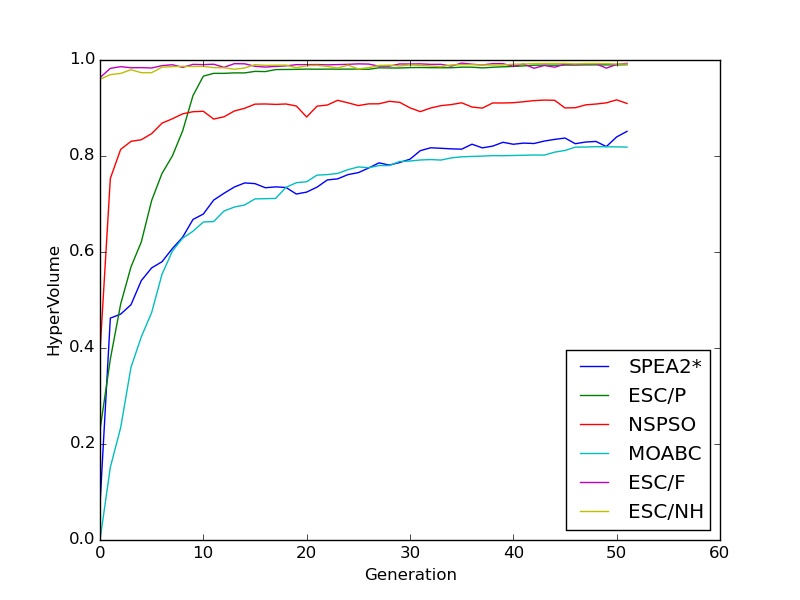 1.0
0.8
0.6
0.4
0.2
0.0
0 10 20 30 40 50 60
HyperVolume
Generation
SPEA2*
ESC/P
NSPSO
MOABC
ESC/F
ESC/NH